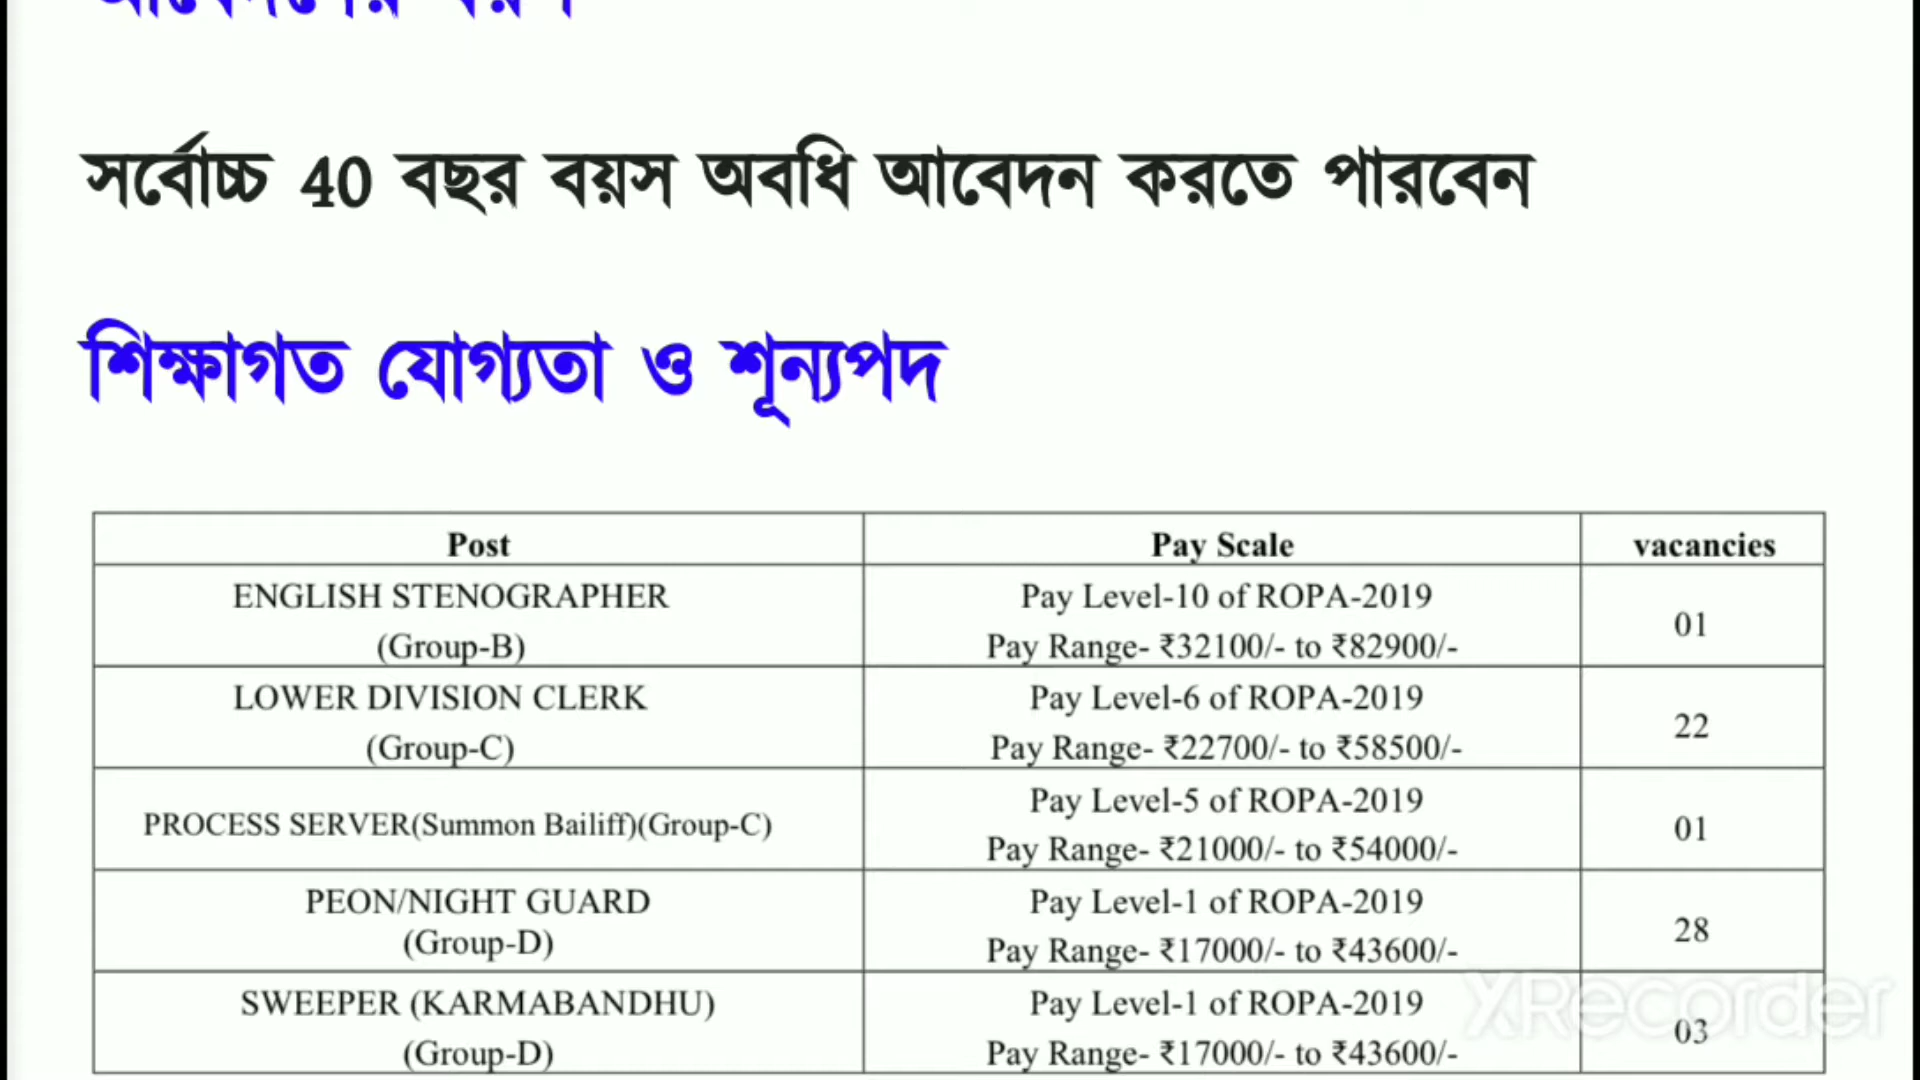 সর্বোচ্চ 40 বছর বয়স অবধি আবেদন করতে পারবেন
শিক্ষাগত যোগ্যতা ও শূন্যপদ
Post Pay Scale vacancies
ENGLISH STENOGRAPHER Pay Level-10 of ROPA-2019
(Group-B) Pay Range- ₹32100/- to ₹82900/- 01
LOWER DIVISION CLERK Pay Level-6 of ROPA-2019
(Group-C) Pay Range- ₹22700/- to ₹58500/- 22
PROCESS SERVER(Summon Bailiff)(Group-C) Pay Level-5 of ROPA-2019
Pay Range- ₹21000/- to ₹54000/- 01
PEON/NIGHT GUARD Pay Level-1 of ROPA-2019
(Group-D) Pay Range- ₹17000/- to ₹43600/- 28
SWEEPER (KARMABANDHU) Pay Level-1 of ROPA-2019
(Group-D) Pay Range- ₹17000/- to ₹43600/- 03
XRecorder